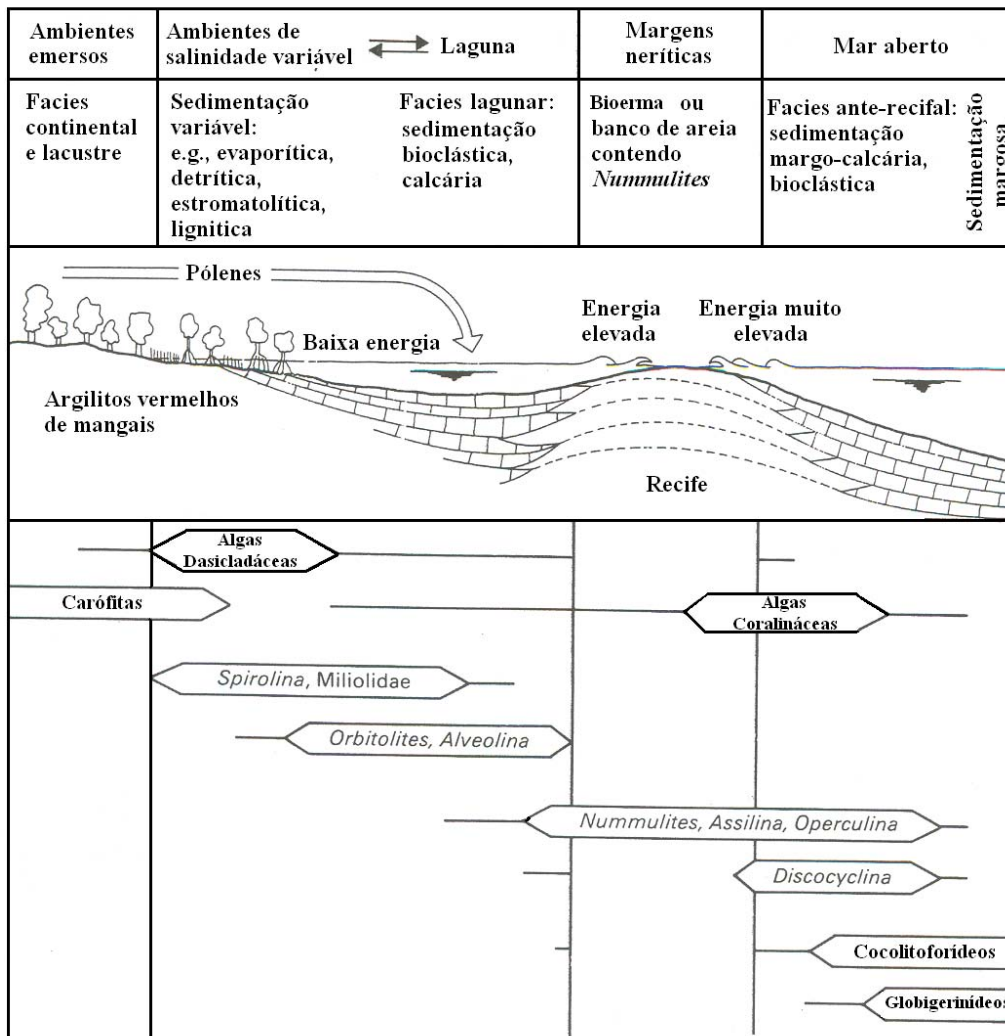 Ambientes
emersos
Ambientes de
salinidade variável
Laguna
Margens
neríticas
Mar aberto
Facies
continental
e lacustre
Sedimentação
variável:
e.g., evaporítica,
detrítica,
estromatolítica,
lignitica
Facies lagunar:
sedimentação
bioclástica,
calcária
Bioerma ou
banco de areia
contendo
Nummulites
Facies ante-recifal:
sedimentação
margo-calcária,
bioclástica
Sedimentação
margosa
Pólenes
Baixa energia
Energia
elevada
Energia muito
elevada
Argilitos vermelhos
de mangais
Recife
Algas
Dasicladáceas
Carófitas
Algas
Coralináceas
Spirolina, Miliolidae
Orbitolites, Alveolina
Nummulites, Assilina, Operculina
Discocyclina
Cocolitoforídeos
Globigerinídeos